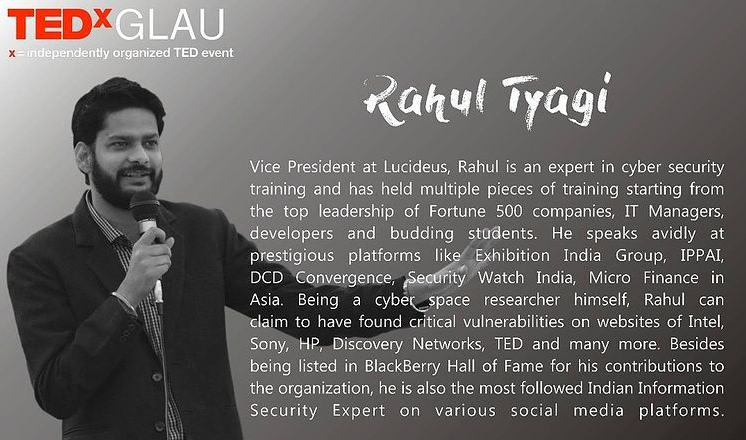 TEDxGLAU
x = independently organized TED event
Rahul Tyagi
Vice President at Lucideus, Rahul is an expert in cyber security
training and has held multiple pieces of training starting from
the top leadership of Fortune 500 companies, IT Managers,
developers and budding students. He speaks avidly at
prestigious platforms like Exhibition India Group, IPPAI,
DCD Convergence, Security Watch India, Micro Finance in
Asia. Being a cyber space researcher himself, Rahul can
claim to have found critical vulnerabilities on websites of Intel,
Sony, HP, Discovery Networks, TED and many more. Besides
being listed in BlackBerry Hall of Fame for his contributions to
the organization, he is also the most followed Indian Information
Security Expert on various social media platforms.